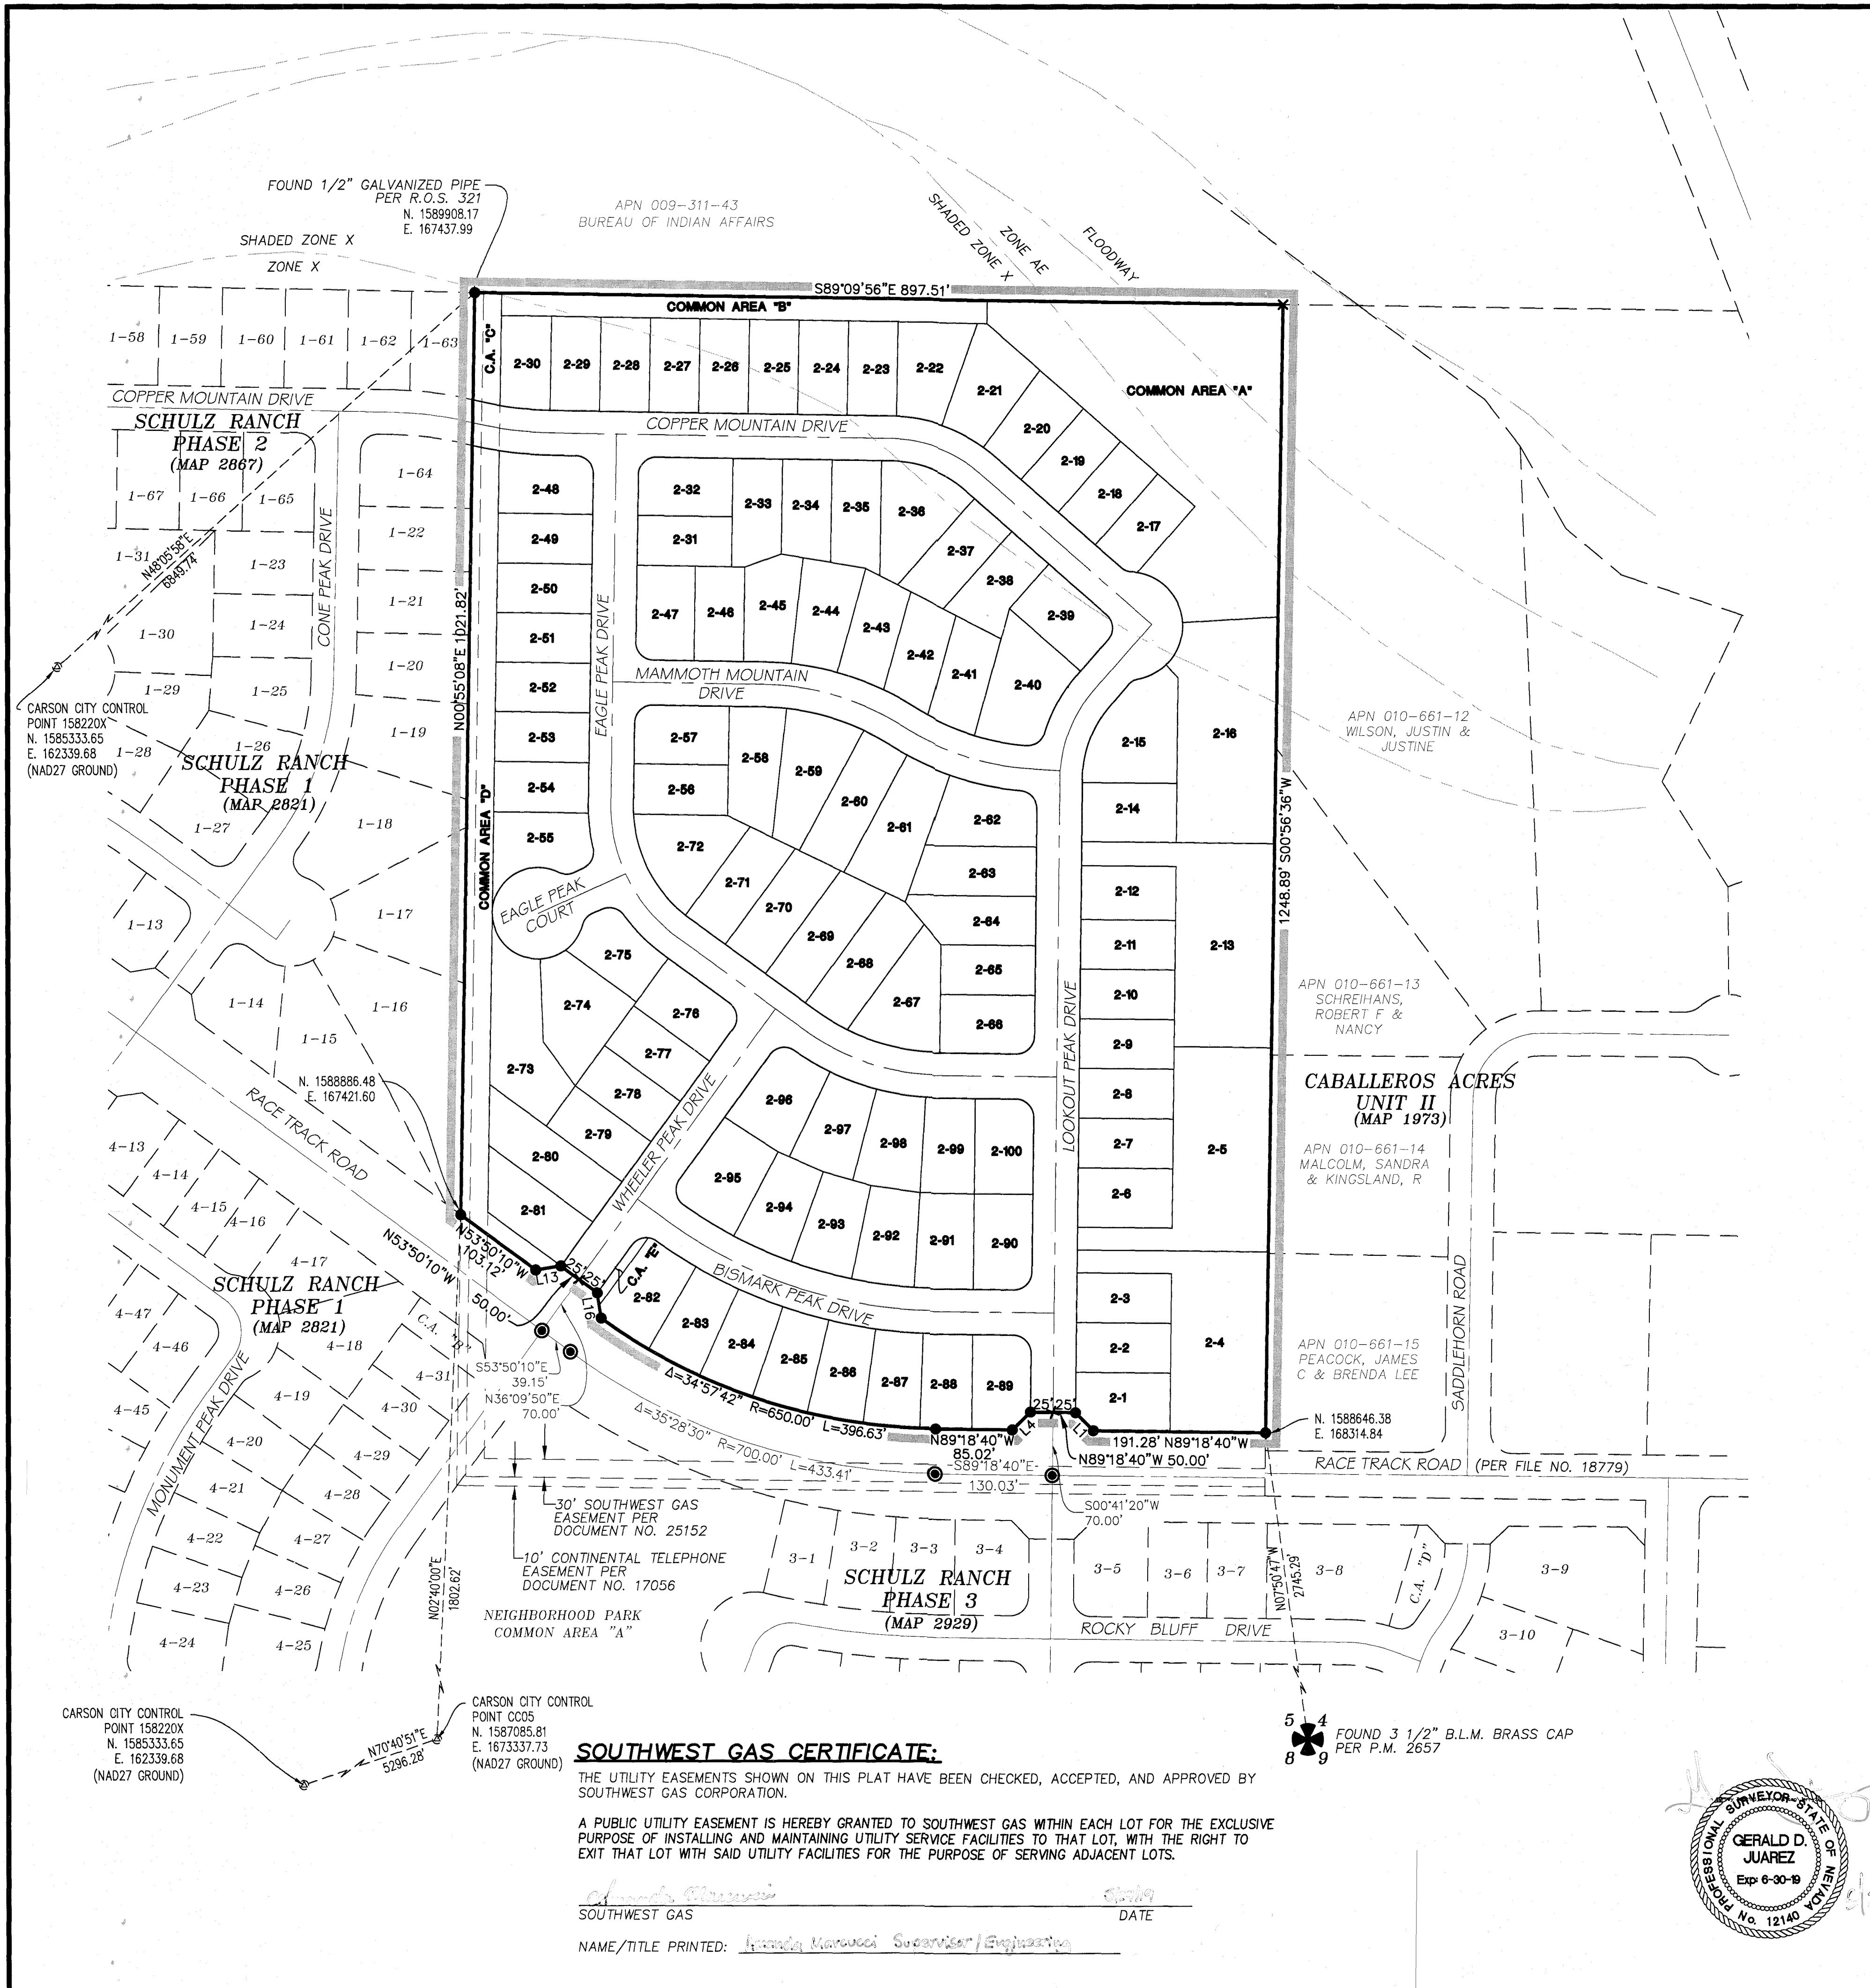 FOUND 1/2" GALVANIZED PIPE
PER R.O.S. 321
N. 1589908.17
E. 167437.99
APN 009-311-43
BUREAU OF INDIAN AFFAIRS
SHADED ZONE X
ZONE X
SHADED ZONE X
ZONE AE
FLOODWAY
S89°09'56"E 897.51'
COMMON AREA "B"
C.A. "C"
COMMON AREA "A"
1-58
1-59
1-60
1-61
1-62
1-63
2-30
2-29
2-28
2-27
2-26
2-25
2-24
2-23
2-22
2-21
2-20
2-19
2-18
2-17
COPPER MOUNTAIN DRIVE
COPPER MOUNTAIN DRIVE
SCHULZ RANCH
PHASE 2
(MAP 2867)
1-67
1-66
1-65
1-64
1-22
1-31
1-23
1-21
1-30
1-24
1-20
1-29
1-25
1-19
1-28
1-26
1-27
1-18
1-17
1-13
1-14
1-16
1-15
CONE PEAK DRIVE
N48°05'58"E
6849.74'
CARSON CITY CONTROL
POINT 158220X
N. 1585333.65
E. 162339.68
(NAD27 GROUND)
SCHULZ RANCH
PHASE 1
(MAP 2821)
N00°55'08"E 1021.82'
COMMON AREA "D"
2-48
2-49
2-50
2-51
2-52
2-53
2-54
2-55
EAGLE PEAK DRIVE
2-32
2-33
2-34
2-35
2-36
2-31
2-37
2-38
2-39
2-47
2-46
2-45
2-44
2-43
2-42
2-41
2-40
MAMMOTH MOUNTAIN
DRIVE
2-57
2-58
2-59
2-56
2-60
2-61
2-62
2-63
2-64
2-65
2-66
2-72
2-71
2-70
2-69
2-68
2-67
2-15
2-16
2-14
2-12
2-11
2-13
2-10
2-9
2-8
2-7
2-6
2-5
2-3
2-2
2-1
2-4
1248.89' S00°56'36"W
LOOKOUT PEAK DRIVE
APN 010-661-12
WILSON, JUSTIN &
JUSTINE
APN 010-661-13
SCHREIHANS,
ROBERT F &
NANCY
CABALLEROS ACRES
UNIT II
(MAP 1973)
APN 010-661-14
MALCOLM, SANDRA
& KINGSLAND, R
APN 010-661-15
PEACOCK, JAMES
C & BRENDA LEE
SADDLEHORN ROAD
EAGLE PEAK
COURT
2-75
2-74
2-76
2-77
2-73
2-78
2-79
2-80
2-81
WHEELER PEAK DRIVE
2-96
2-97
2-98
2-99
2-100
2-95
2-94
2-93
2-92
2-91
2-90
BISMARK PEAK DRIVE
C.A. "E"
2-82
2-83
2-84
2-85
2-86
2-87
2-88
2-89
N. 1588886.48
E. 167421.60
RACE TRACK ROAD
N53°50'10"W
103.12'
L13
25'
25'
L16
N53°50'10"W
50.00'
S53°50'10"E
39.15'
N36°09'50"E
70.00'
Δ=34°57'42" R=650.00' L=396.63'
Δ=35°28'30" R=700.00' L=433.41'
N89°18'40"W
85.02'
L4
25'
25'
L1
191.28' N89°18'40"W
N89°18'40"W 50.00'
S89°18'40"E
130.03'
S00°41'20"W
70.00'
N. 1588646.38
E. 168314.84
RACE TRACK ROAD (PER FILE NO. 18779)
4-13
4-14
4-15
4-16
4-17
4-47
4-46
4-18
4-31
4-19
4-30
4-45
4-20
4-29
4-21
4-28
4-22
4-27
4-23
4-26
4-24
4-25
SCHULZ RANCH
PHASE 1
(MAP 2821)
C.A. "B"
MONUMENT PEAK DRIVE
30' SOUTHWEST GAS
EASEMENT PER
DOCUMENT NO. 25152
10' CONTINENTAL TELEPHONE
EASEMENT PER
DOCUMENT NO. 17056
NEIGHBORHOOD PARK
COMMON AREA "A"
N02°40'00"E
1802.62'
3-1
3-2
3-3
3-4
SCHULZ RANCH
PHASE 3
(MAP 2929)
3-5
3-6
3-7
3-8
C.A. "D"
3-9
3-10
ROCKY BLUFF DRIVE
N07°50'47"W
2745.29'
CARSON CITY CONTROL
POINT 158220X
N. 1585333.65
E. 162339.68
(NAD27 GROUND)
N70°40'51"E
5296.28'
CARSON CITY CONTROL
POINT CC05
N. 1587085.81
E. 1673337.73
(NAD27 GROUND)
5 4
8 9
FOUND 3 1/2" B.L.M. BRASS CAP
PER P.M. 2657
SOUTHWEST GAS CERTIFICATE:
THE UTILITY EASEMENTS SHOWN ON THIS PLAT HAVE BEEN CHECKED, ACCEPTED, AND APPROVED BY
SOUTHWEST GAS CORPORATION.
A PUBLIC UTILITY EASEMENT IS HEREBY GRANTED TO SOUTHWEST GAS WITHIN EACH LOT FOR THE EXCLUSIVE
PURPOSE OF INSTALLING AND MAINTAINING UTILITY SERVICE FACILITIES TO THAT LOT, WITH THE RIGHT TO
EXIT THAT LOT WITH SAID UTILITY FACILITIES FOR THE PURPOSE OF SERVING ADJACENT LOTS.
SOUTHWEST GAS
DATE
NAME/TITLE PRINTED: Amanda Marcucci Supervisor/Engineering
PROFESSIONAL SURVEYOR-STATE OF NEVADA
GERALD D.
JUAREZ
Exp: 6-30-19
No. 12140